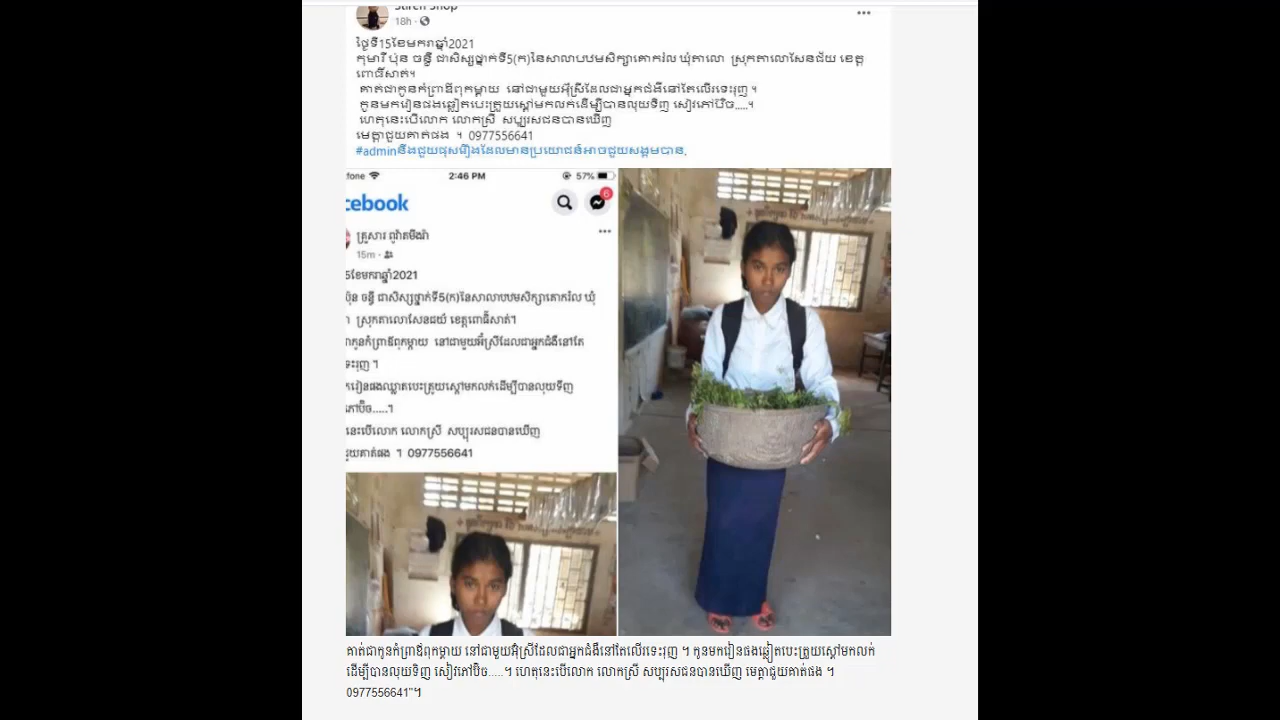 Stiren Shop
18h ·
ថ្ងៃទី15ខែមករាឆ្នាំ2021
កុមារី ប៉ុន ចន្ធី ជាសិស្សថ្នាក់ទី5(ក)នៃសាលាបឋមសិក្សាគោករំលៃ ឃុំតាលោ ស្រុកតាលោសែនជ័យ ខេត្ត
ពោធិ៍សាត់។
គាត់ជាកូនកំព្រាឪពុកម្ដាយ នៅជាមួយអ៊ីស្រីដែលជាអ្នកជំងឺនៅតែលើរទេះរុញ ។
កូនមករៀនផងឆ្លៀតបេះត្រួយស្ដៅមកលក់ដើម្បីបានលុយទិញ សៀវភៅប៊ិច.....។
ហេតុនេះបើលោក លោកស្រី សប្បុរសជនបានឃើញ
មេត្តាជួយគាត់ផង ។ 0977556641
#adminនឹងជួយផុសរឿងដែលមានប្រយោជន៍អាចជួយសង្គមបាន.
fone 2:46 PM 57%
cebook
6
គ្រួសារ ពូវ៉ាតមីងវ៉ា
15m ·
5ខែមករាឆ្នាំ2021
ប៉ុន ចន្ធី ជាសិស្សថ្នាក់ទី5(ក)នៃសាលាបឋមសិក្សាគោករំលៃ ឃុំ
ស្រុកតាលោសែនជយ័ ខេត្តពោធិ៍សាត់។
ជាកូនកំព្រាឪពុកម្ដាយ នៅជាមួយអ៊ីស្រីដែលជាអ្នកជំងឺនៅតែ
ទេះរុញ ។
ករៀនផងឈ្លាតបេះត្រួយស្ដៅមកលក់ដើម្បីបានលុយទិញ
ភៅប៊ិច.....។
នេះបើលោក លោកស្រី សប្បុរសជនបានឃើញ
ជួយគាត់ផង ។ 0977556641
គាត់ជាកូនកំព្រាឪពុកម្ដាយ នៅជាមួយអ៊ីស្រីដែលជាអ្នកជំងឺនៅតែលើរទេះរុញ ។ កូនមករៀនផងឆ្លៀតបេះត្រួយស្ដៅមកលក់
ដើម្បីបានលុយទិញ សៀវភៅប៊ិច.....។ ហេតុនេះបើលោក លោកស្រី សប្បុរសជនបានឃើញ មេត្តាជួយគាត់ផង ។
0977556641"។